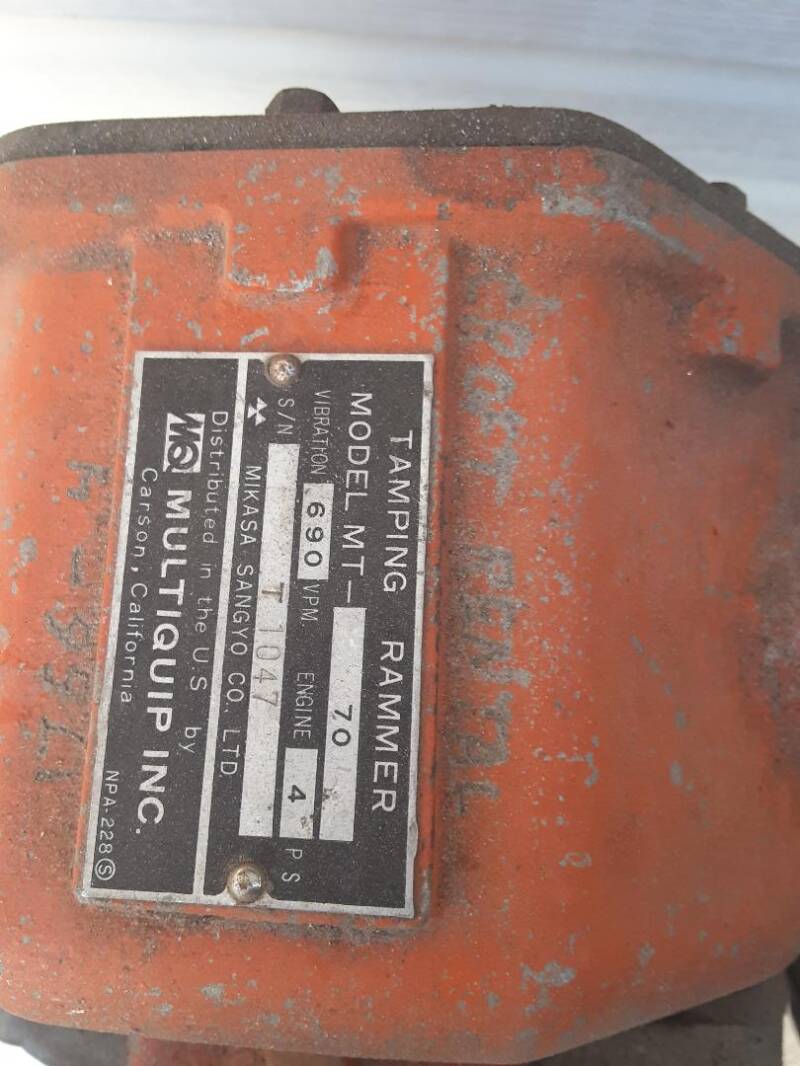 TAMPING RAMMER
MODEL MT- 70
VIBRATION 690 VPM. ENGINE 4 PS
S/N T 1047
MIKASA SANGYO CO., LTD.
Distributed in the U.S by
MQ MULTIQUIP INC.
Carson, California
NPA-228 S
RENTAL